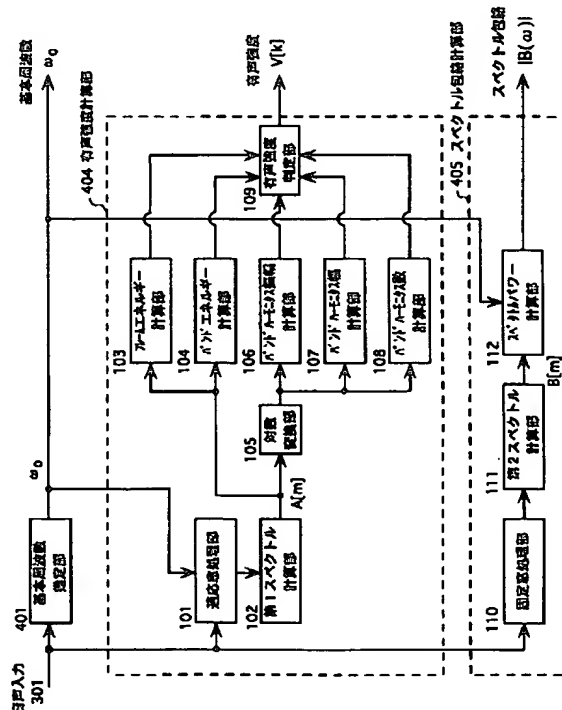 基本周波数
ω₀
ω₀
401
基本周波数
推定部
音声入力
301
404 有声強度計算部
有声強度
V[k]
103
フレームエネルギー
計算部
104
バンドエネルギー
計算部
106
バンドハーモニクス振幅
計算部
107
バンドハーモニクス幅
計算部
108
バンドハーモニクス数
計算部
109
有声強度
判定部
105
対数
変換部
A[m]
101
適応窓処理部
102
第1スペクトル
計算部
405 スペクトル包絡計算部
スペクトル包絡
|B(ω)|
110
固定窓処理部
111
第2スペクトル
計算部
B[m]
112
スペクトルパワー
計算部